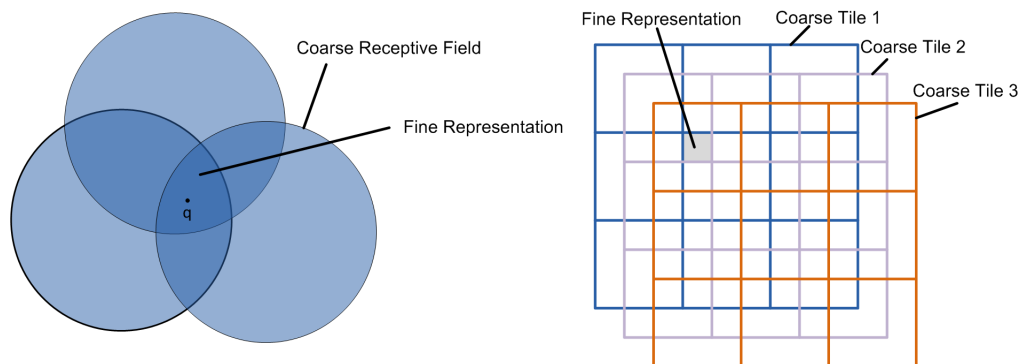 Coarse Receptive Field
Fine Representation
q
Fine Representation
Coarse Tile 1
Coarse Tile 2
Coarse Tile 3